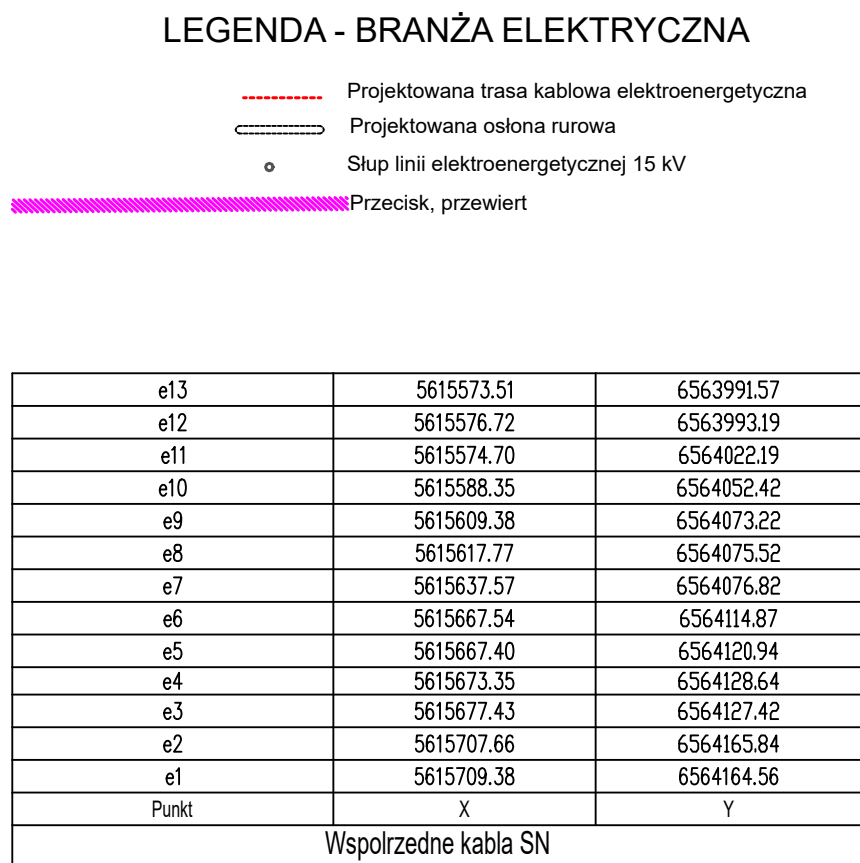 LEGENDA - BRANŻA ELEKTRYCZNA
Projektowana trasa kablowa elektroenergetyczna
Projektowana osłona rurowa
Słup linii elektroenergetycznej 15 kV
Przecisk, przewiert
e13 5615573.51 6563991.57
e12 5615576.72 6563993.19
e11 5615574.70 6564022.19
e10 5615588.35 6564052.42
e9 5615609.38 6564073.22
e8 5615617.77 6564075.52
e7 5615637.57 6564076.82
e6 5615667.54 6564114.87
e5 5615667.40 6564120.94
e4 5615673.35 6564128.64
e3 5615677.43 6564127.42
e2 5615707.66 6564165.84
e1 5615709.38 6564164.56
Punkt X Y
Wspolrzedne kabla SN